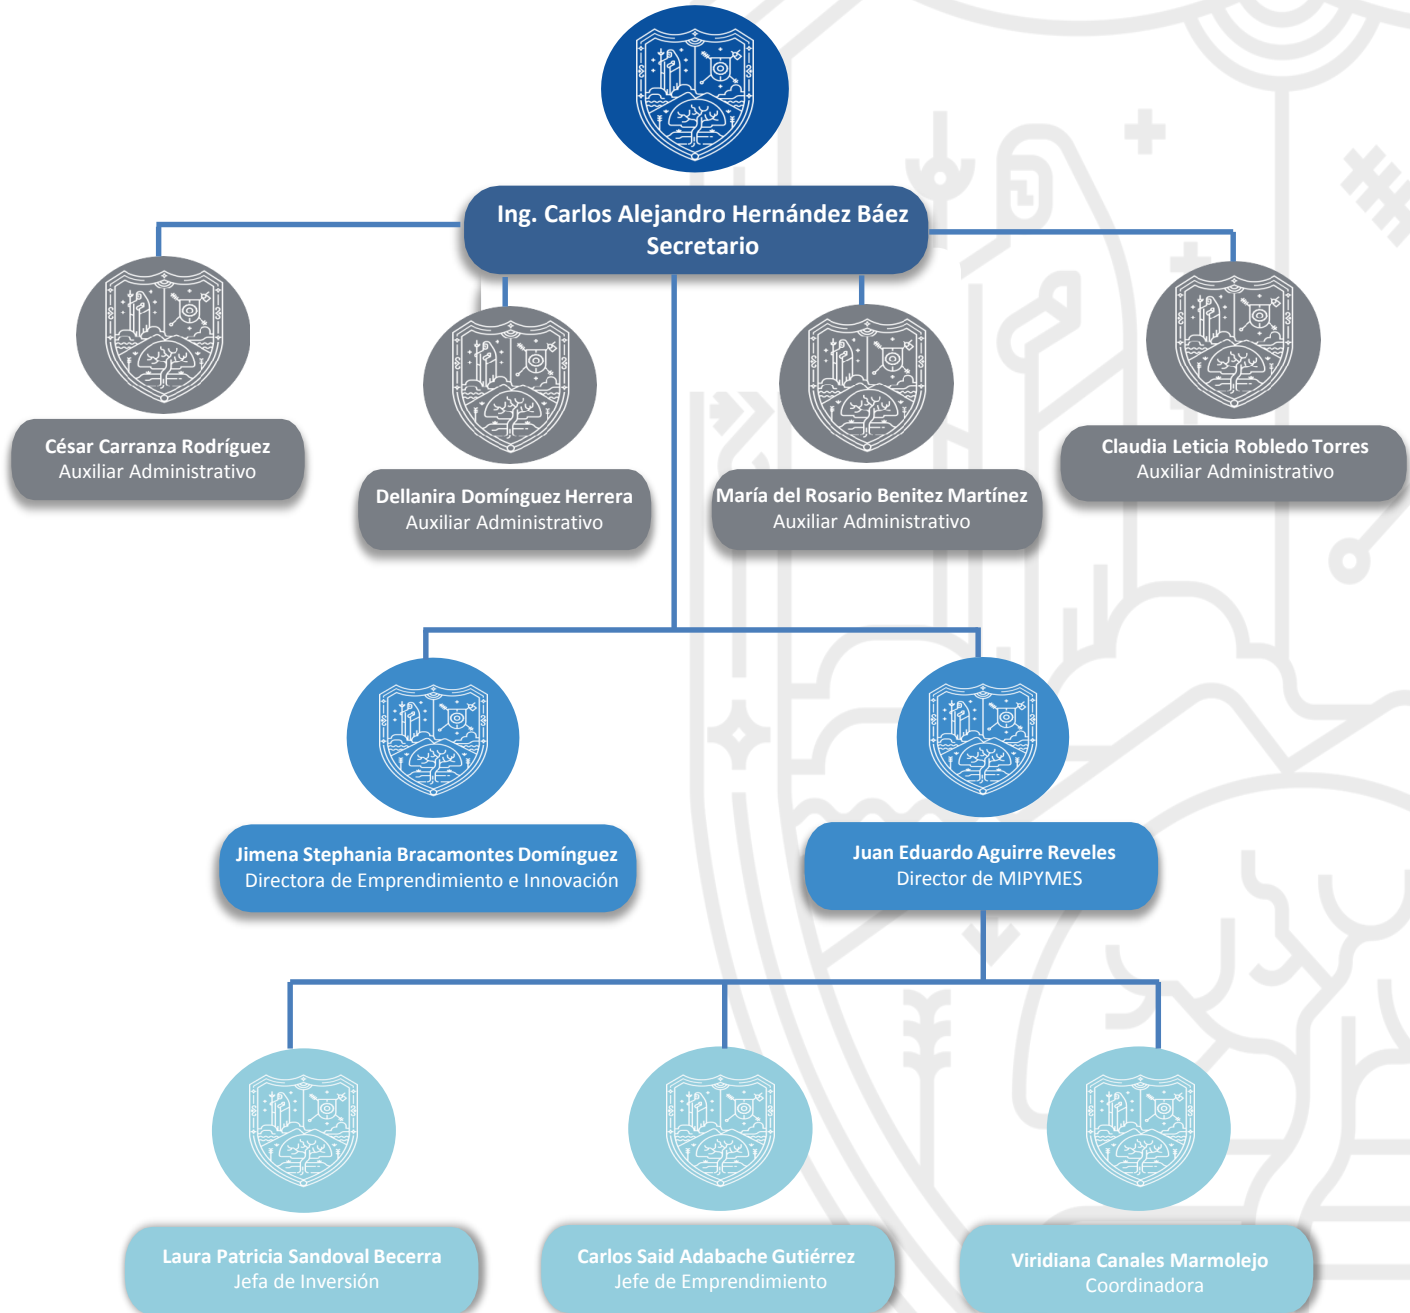 Ing. Carlos Alejandro Hernández Báez
Secretario
César Carranza Rodríguez
Auxiliar Administrativo
Dellanira Domínguez Herrera
Auxiliar Administrativo
María del Rosario Benitez Martínez
Auxiliar Administrativo
Claudia Leticia Robledo Torres
Auxiliar Administrativo
Jimena Stephania Bracamontes Domínguez
Directora de Emprendimiento e Innovación
Juan Eduardo Aguirre Reveles
Director de MIPYMES
Laura Patricia Sandoval Becerra
Jefa de Inversión
Carlos Said Adabache Gutiérrez
Jefe de Emprendimiento
Viridiana Canales Marmolejo
Coordinadora